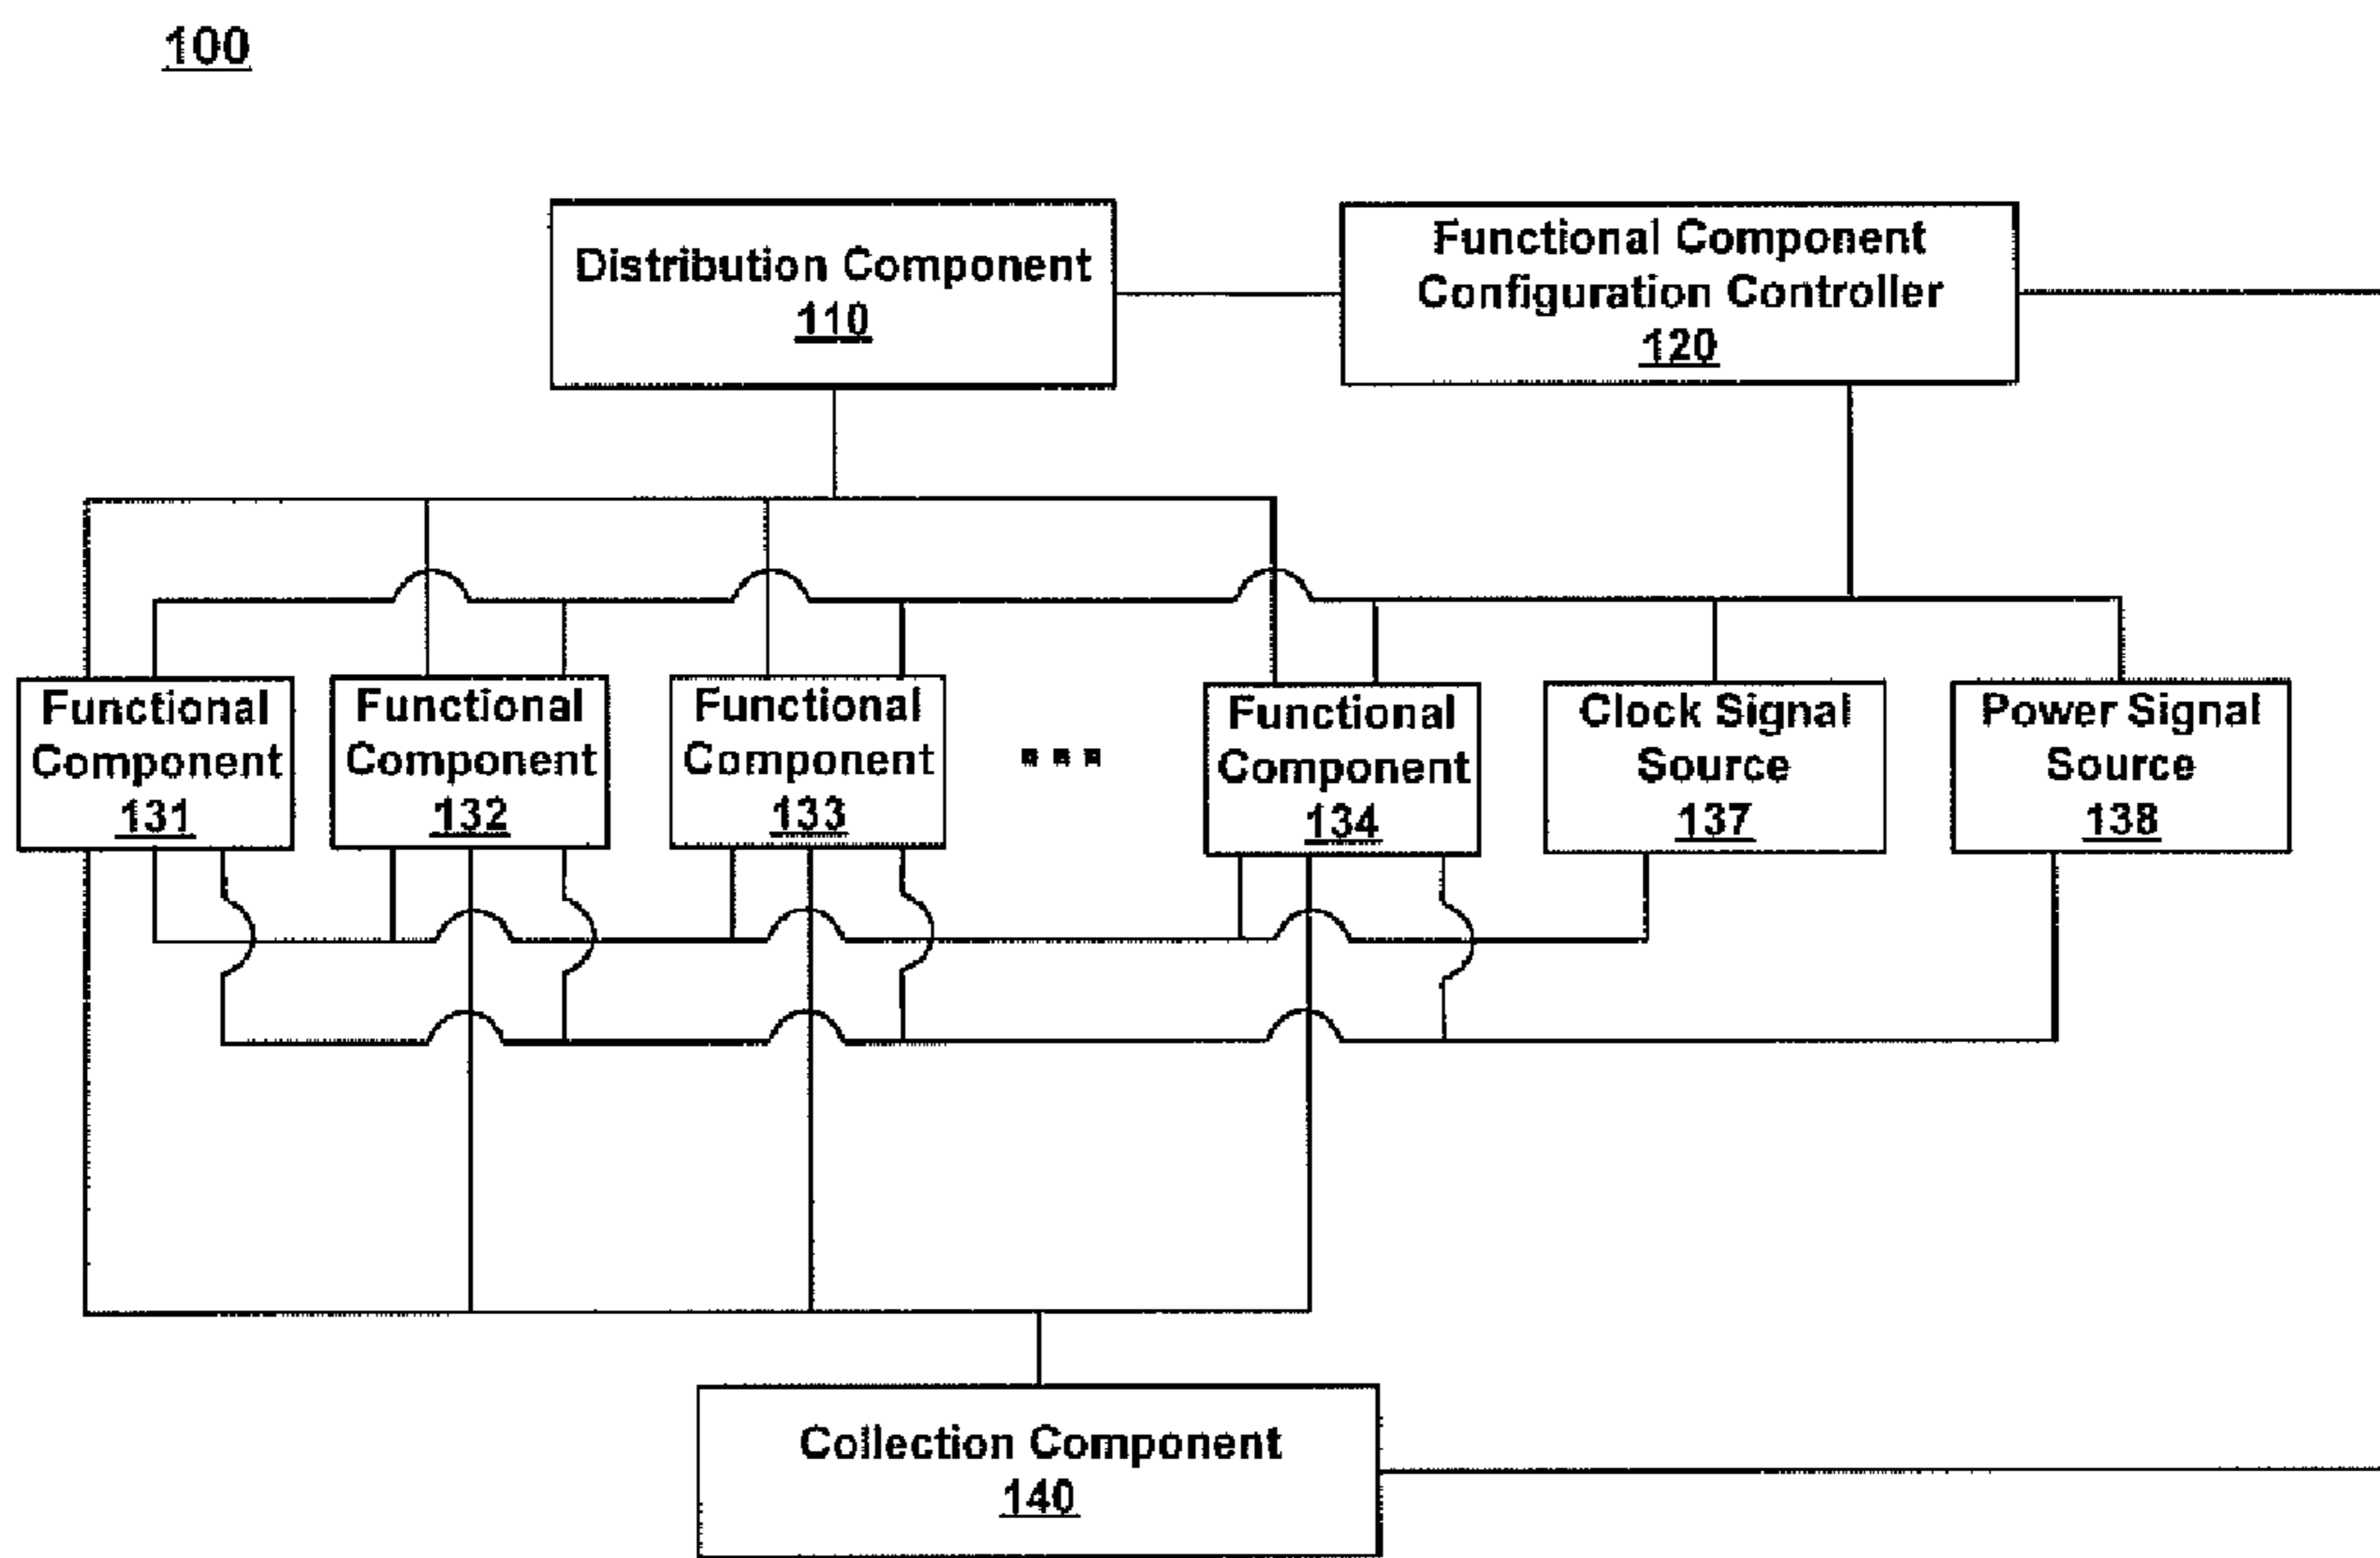 100
Distribution Component
110
Functional Component
Configuration Controller
120
Functional
Component
131
Functional
Component
132
Functional
Component
133
Functional
Component
134
Clock Signal
Source
137
Power Signal
Source
138
Collection Component
140